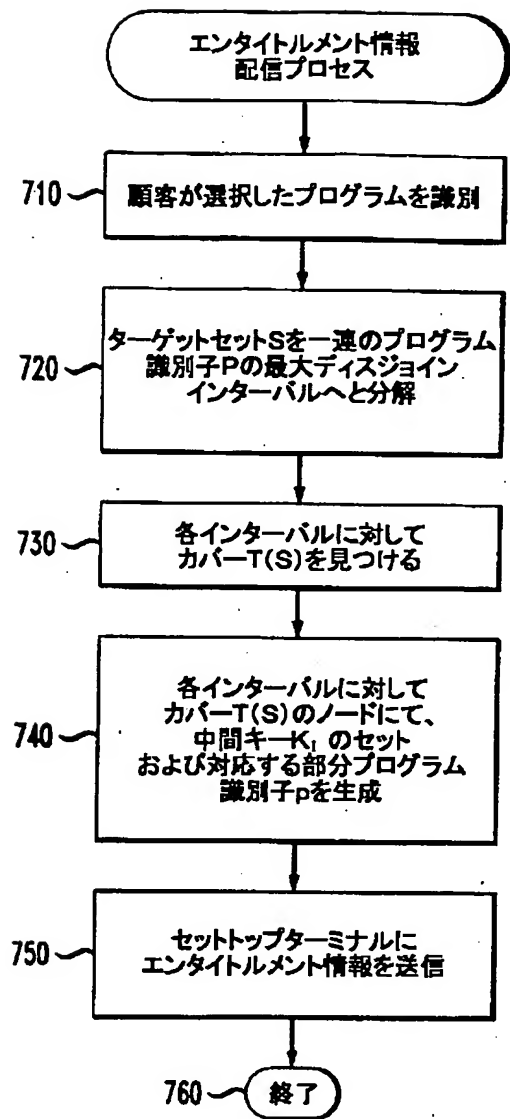 エンタイトルメント情報
配信プロセス
710
顧客が選択したプログラムを識別
720
ターゲットセットSを一連のプログラム
識別子Pの最大ディスジョイン
インターバルへと分解
730
各インターバルに対して
カバーT(S)を見つける
740
各インターバルに対して
カバーT(S)のノードにて、
中間キーK_I のセット
および対応する部分プログラム
識別子pを生成
750
セットトップターミナルに
エンタイトルメント情報を送信
760
終了